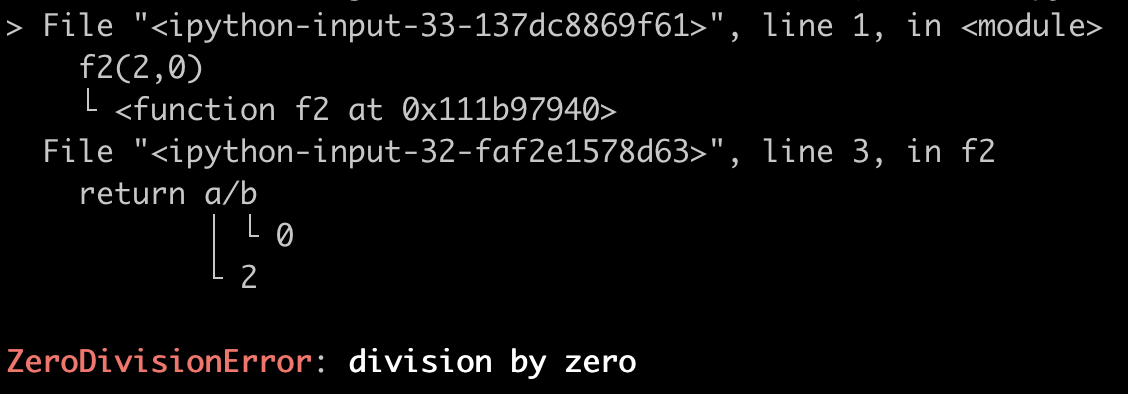 > File "<ipython-input-33-137dc8869f61>", line 1, in <module>
f2(2,0)
└ <function f2 at 0x111b97940>
File "<ipython-input-32-faf2e1578d63>", line 3, in f2
return a/b
│ └ 0
└ 2
ZeroDivisionError: division by zero